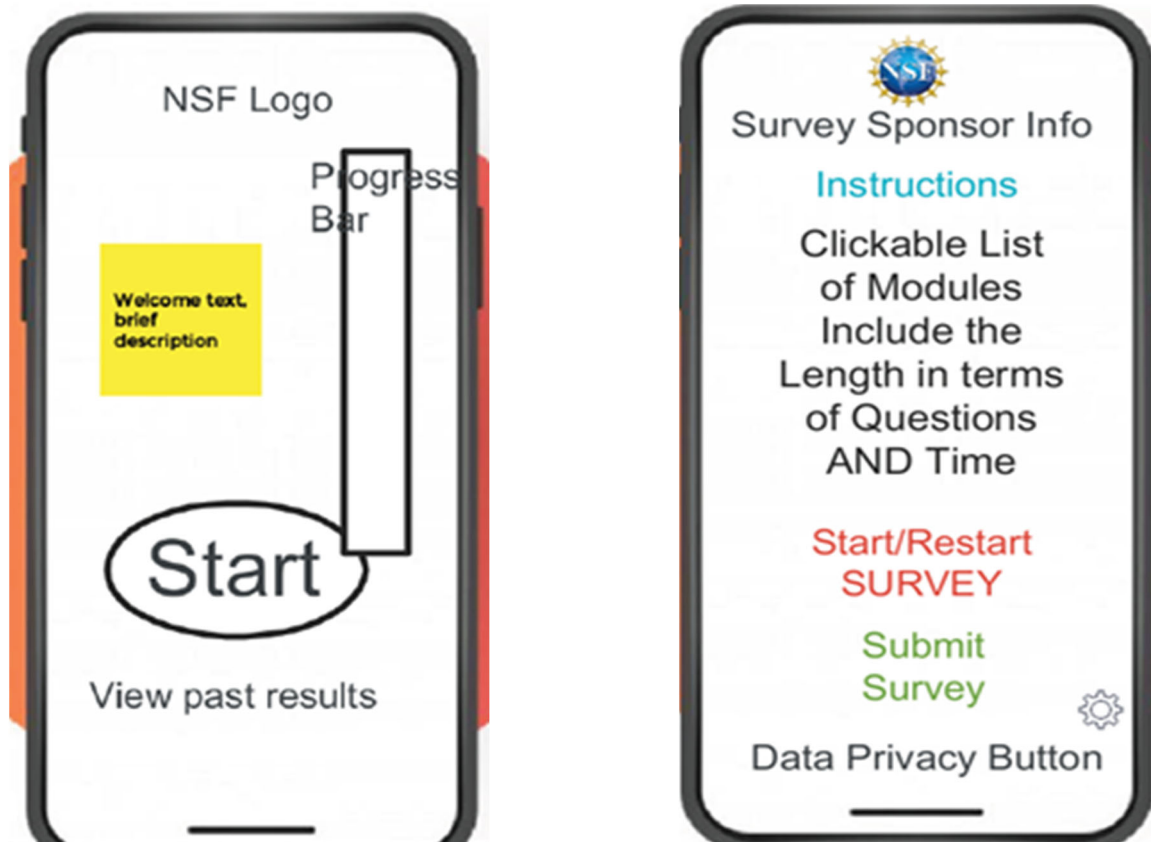 NSF Logo
Progress
Bar
Welcome text,
brief
description
Start
View past results
NSF
Survey Sponsor Info
Instructions
Clickable List
of Modules
Include the
Length in terms
of Questions
AND Time
Start/Restart
SURVEY
Submit
Survey
Data Privacy Button